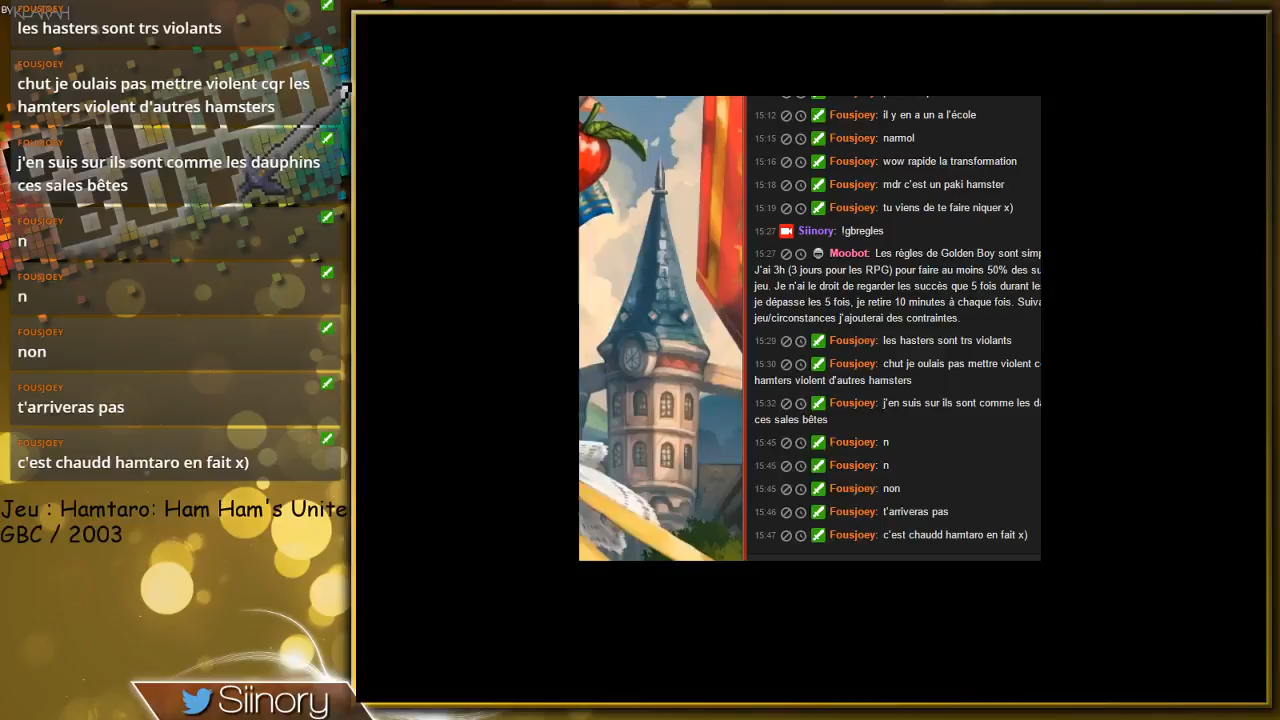 BY KEARAH
FOUSJOEY
les hasters sont trs violants
FOUSJOEY
chut je oulais pas mettre violent cqr les
hamters violent d'autres hamsters
FOUSJOEY
j'en suis sur ils sont comme les dauphins
ces sales bêtes
FOUSJOEY
n
FOUSJOEY
n
FOUSJOEY
non
FOUSJOEY
t'arriveras pas
FOUSJOEY
c'est chaudd hamtaro en fait x)
Jeu : Hamtaro: Ham Ham's Unite
GBC / 2003
Siinory
15:12 Fousjoey: il y en a un a l'école
15:15 Fousjoey: narmol
15:16 Fousjoey: wow rapide la transformation
15:18 Fousjoey: mdr c'est un paki hamster
15:19 Fousjoey: tu viens de te faire niquer x)
15:27 Siinory: !gbregles
15:27 Moobot: Les règles de Golden Boy sont simp
J'ai 3h (3 jours pour les RPG) pour faire au moins 50% des su
jeu. Je n'ai le droit de regarder les succès que 5 fois durant le
je dépasse les 5 fois, je retire 10 minutes à chaque fois. Suiva
jeu/circonstances j'ajouterai des contraintes.
15:29 Fousjoey: les hasters sont trs violants
15:30 Fousjoey: chut je oulais pas mettre violent c
hamters violent d'autres hamsters
15:32 Fousjoey: j'en suis sur ils sont comme les da
ces sales bêtes
15:45 Fousjoey: n
15:45 Fousjoey: n
15:45 Fousjoey: non
15:46 Fousjoey: t'arriveras pas
15:47 Fousjoey: c'est chaudd hamtaro en fait x)